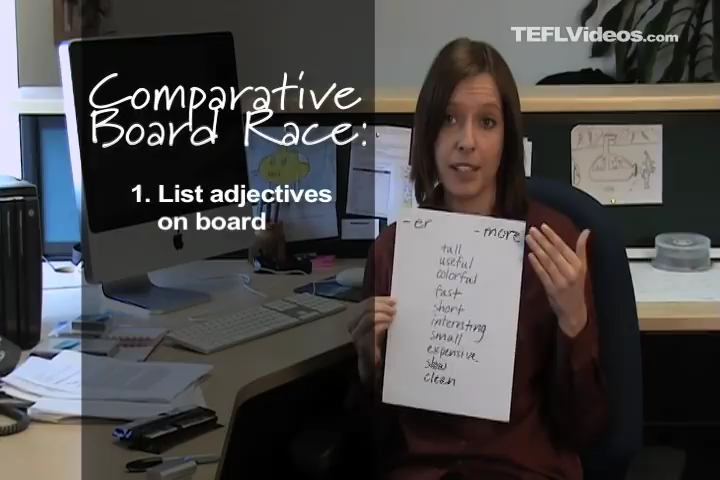 TEFLVideos.com
Comparative
Board Race:
1. List adjectives
on board
-er -more
tall
useful
colorful
fast
short
interesting
small
expensive
slow
clean